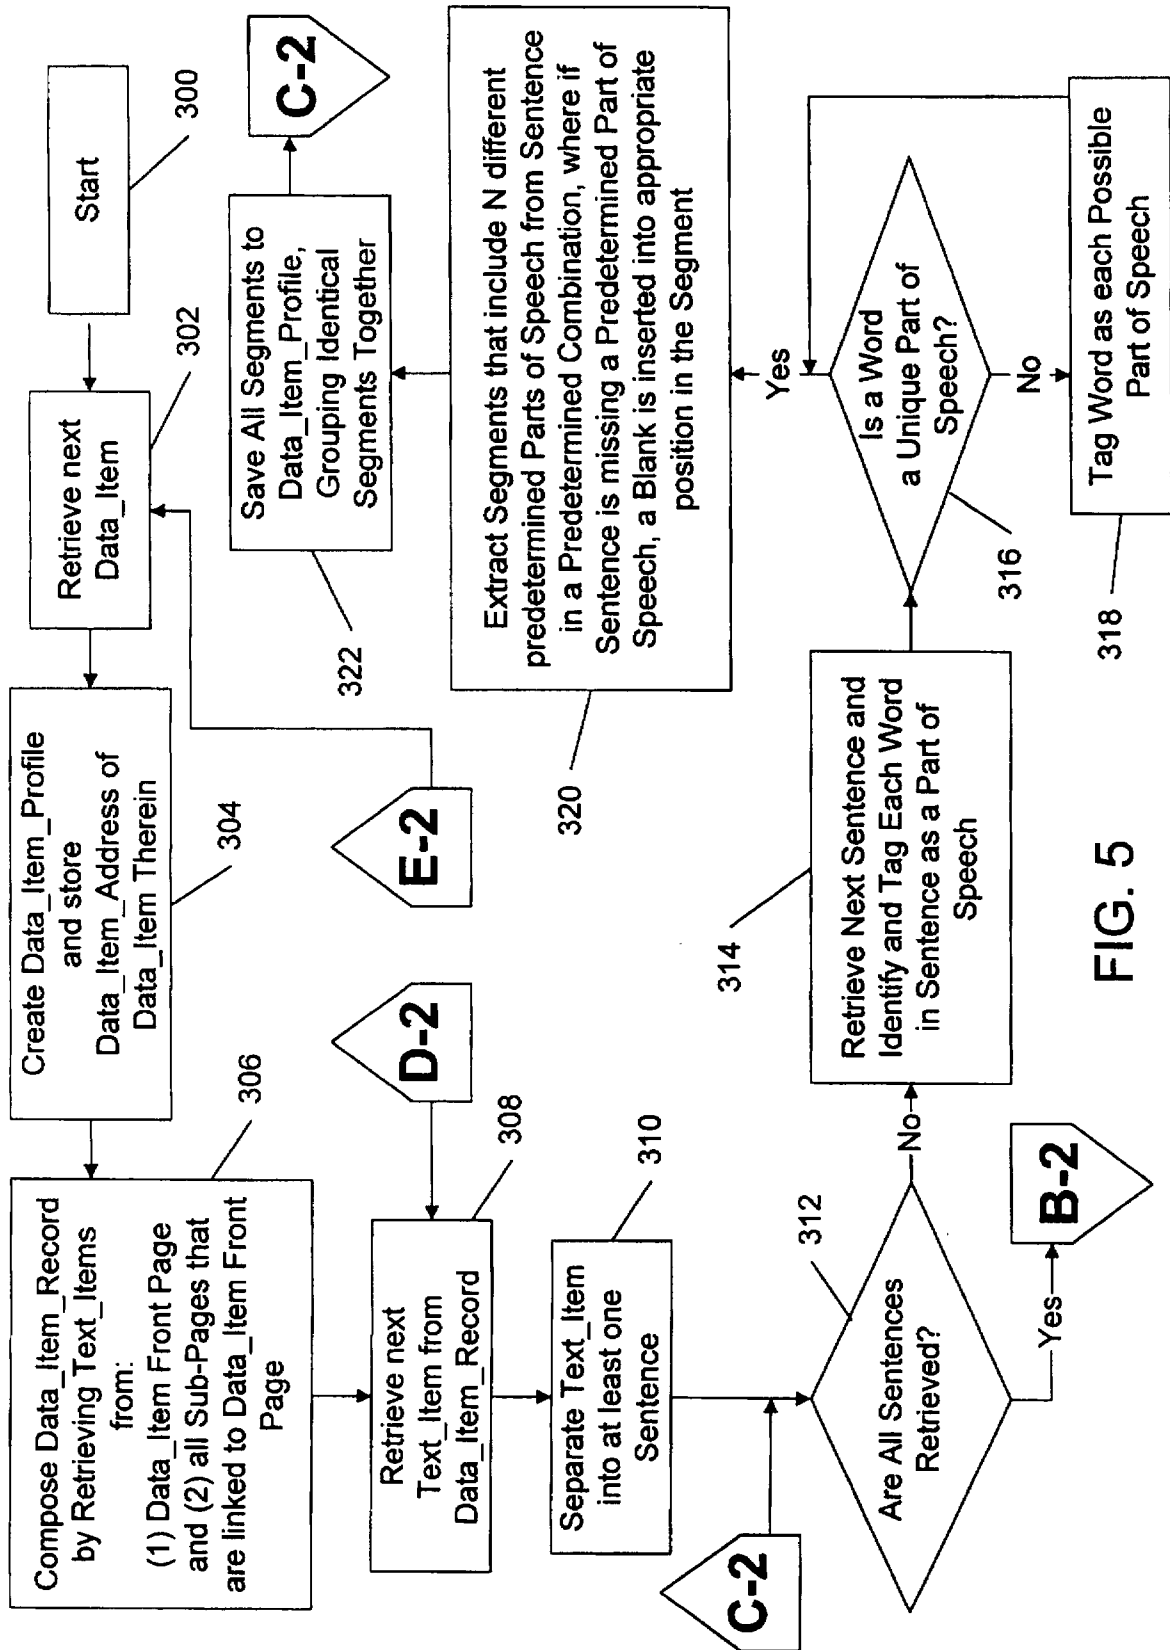 Start
300
Retrieve next
Data_Item
302
Create Data_Item_Profile
and store
Data_Item_Address of
Data_Item Therein
304
Compose Data_Item_Record
by Retrieving Text_Items
from:
(1) Data_Item Front Page
and (2) all Sub-Pages that
are linked to Data_Item Front
Page
306
E-2
D-2
Retrieve next
Text_Item from
Data_Item_Record
308
Separate Text_Item
into at least one
Sentence
310
C-2
Are All Sentences
Retrieved?
312
Yes
B-2
No
Retrieve Next Sentence and
Identify and Tag Each Word
in Sentence as a Part of
Speech
314
Is a Word
a Unique Part of
Speech?
316
No
Tag Word as each Possible
Part of Speech
318
Yes
Extract Segments that include N different
predetermined Parts of Speech from Sentence
in a Predetermined Combination, where if
Sentence is missing a Predetermined Part of
Speech, a Blank is inserted into appropriate
position in the Segment
320
Save All Segments to
Data_Item_Profile,
Grouping Identical
Segments Together
322
C-2
FIG. 5